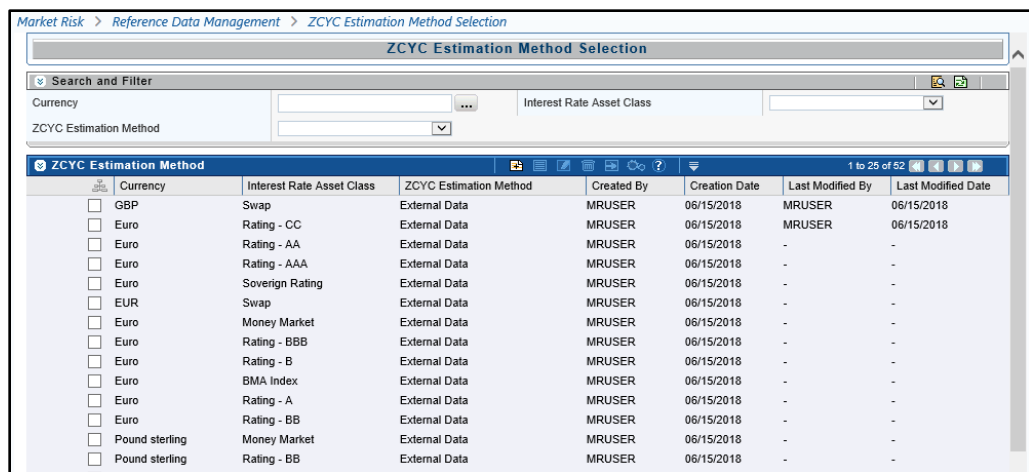 Market Risk > Reference Data Management > ZCYC Estimation Method Selection
ZCYC Estimation Method Selection
Search and Filter
Currency ... Interest Rate Asset Class
ZCYC Estimation Method
ZCYC Estimation Method 1 to 25 of 52
Currency Interest Rate Asset Class ZCYC Estimation Method Created By Creation Date Last Modified By Last Modified Date
GBP Swap External Data MRUSER 06/15/2018 MRUSER 06/15/2018
Euro Rating - CC External Data MRUSER 06/15/2018 MRUSER 06/15/2018
Euro Rating - AA External Data MRUSER 06/15/2018 - -
Euro Rating - AAA External Data MRUSER 06/15/2018 - -
Euro Soverign Rating External Data MRUSER 06/15/2018 - -
EUR Swap External Data MRUSER 06/15/2018 - -
Euro Money Market External Data MRUSER 06/15/2018 - -
Euro Rating - BBB External Data MRUSER 06/15/2018 - -
Euro Rating - B External Data MRUSER 06/15/2018 - -
Euro BMA Index External Data MRUSER 06/15/2018 - -
Euro Rating - A External Data MRUSER 06/15/2018 - -
Euro Rating - BB External Data MRUSER 06/15/2018 - -
Pound sterling Money Market External Data MRUSER 06/15/2018 - -
Pound sterling Rating - BB External Data MRUSER 06/15/2018 - -